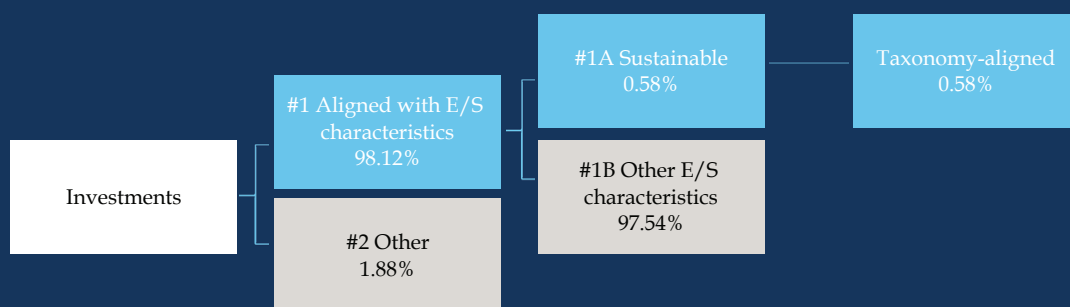 Investments
#1 Aligned with E/S
characteristics
98.12%
#2 Other
1.88%
#1A Sustainable
0.58%
#1B Other E/S
characteristics
97.54%
Taxonomy-aligned
0.58%